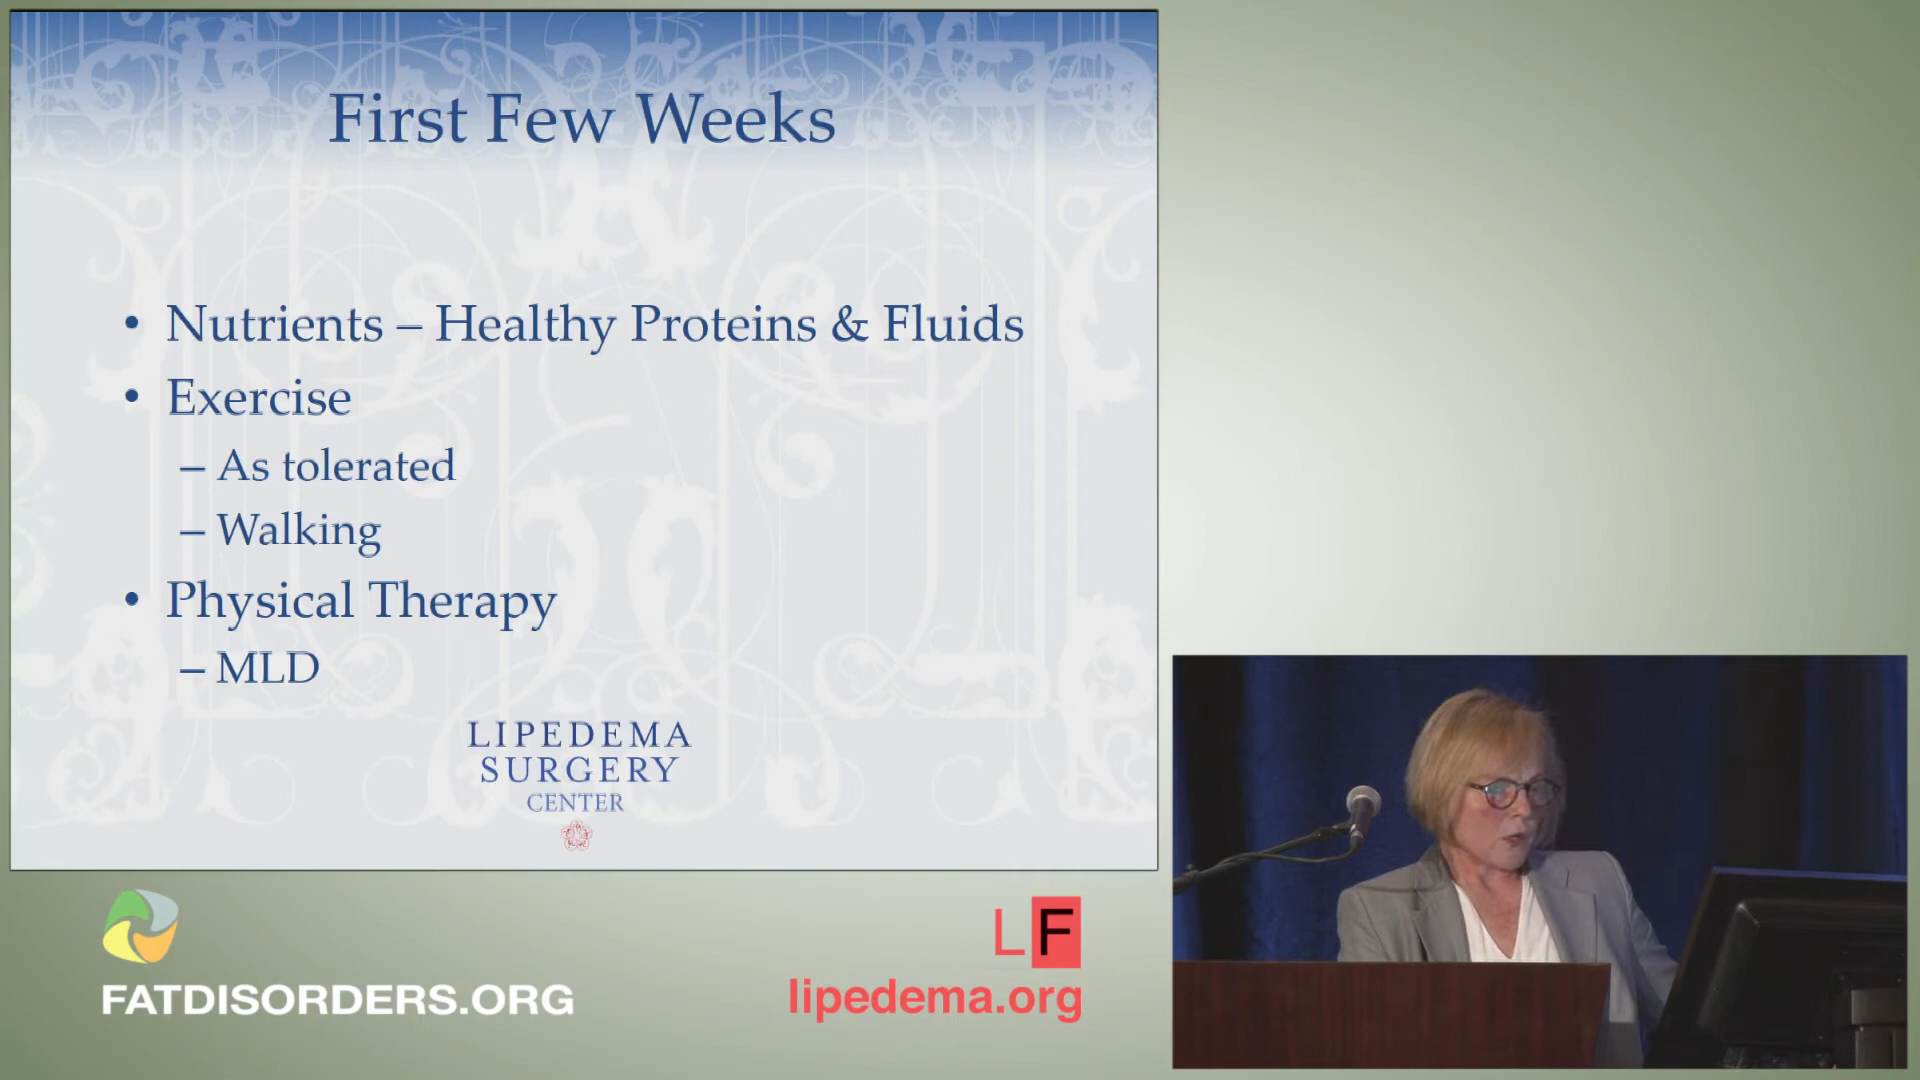 First Few Weeks
• Nutrients – Healthy Proteins & Fluids
• Exercise
– As tolerated
– Walking
• Physical Therapy
– MLD
LIPEDEMA
SURGERY
CENTER
FATDISORDERS.ORG
LF
lipedema.org